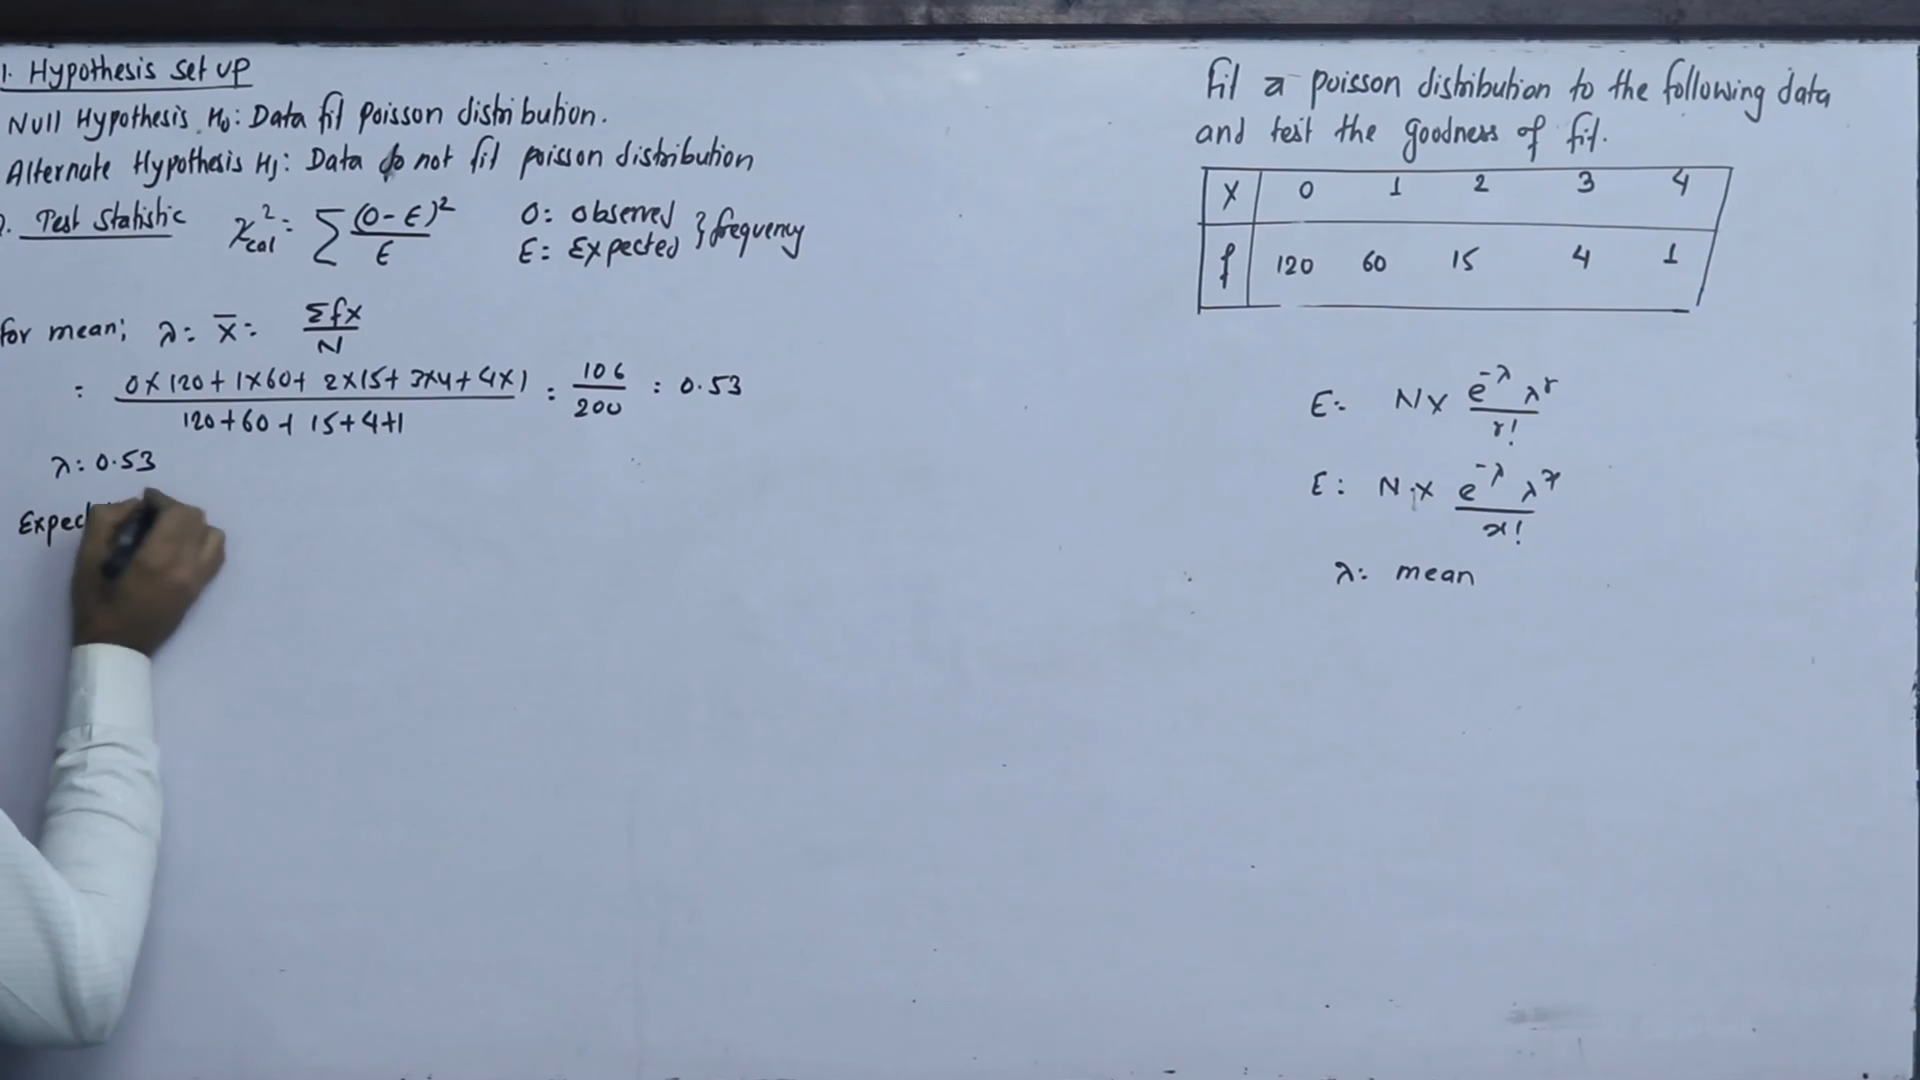 1. Hypothesis set up
Null Hypothesis H₀: Data fit poisson distribution.
Alternate Hypothesis H₁: Data do not fit poisson distribution
2. Test Statistic χ²cal = Σ (O-E)²/E O: observed E: Expected } frequency
for mean; λ = X̄ = Σfx/N
= (0×120+1×60+2×15+3×4+4×1)/(120+60+15+4+1) = 106/200 = 0.53
λ = 0.53
Expec
Fit a poisson distribution to the following data
and test the goodness of fit.
X 0 1 2 3 4
f 120 60 15 4 1
E = N × e^-λ λ^r / r!
E = N × e^-λ λ^x / x!
λ = mean